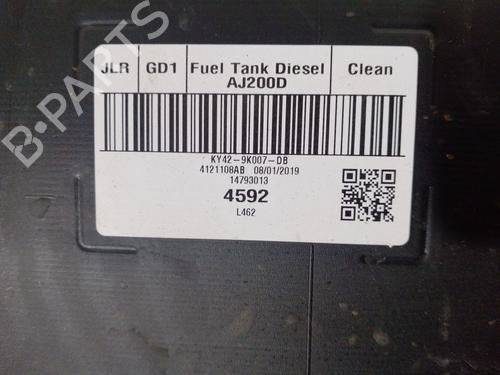 JLR GD1 Fuel Tank Diesel AJ200D Clean
KY42-9K007-DB
4121108AB 08/01/2019
14793013
4592
L462
B-PARTS